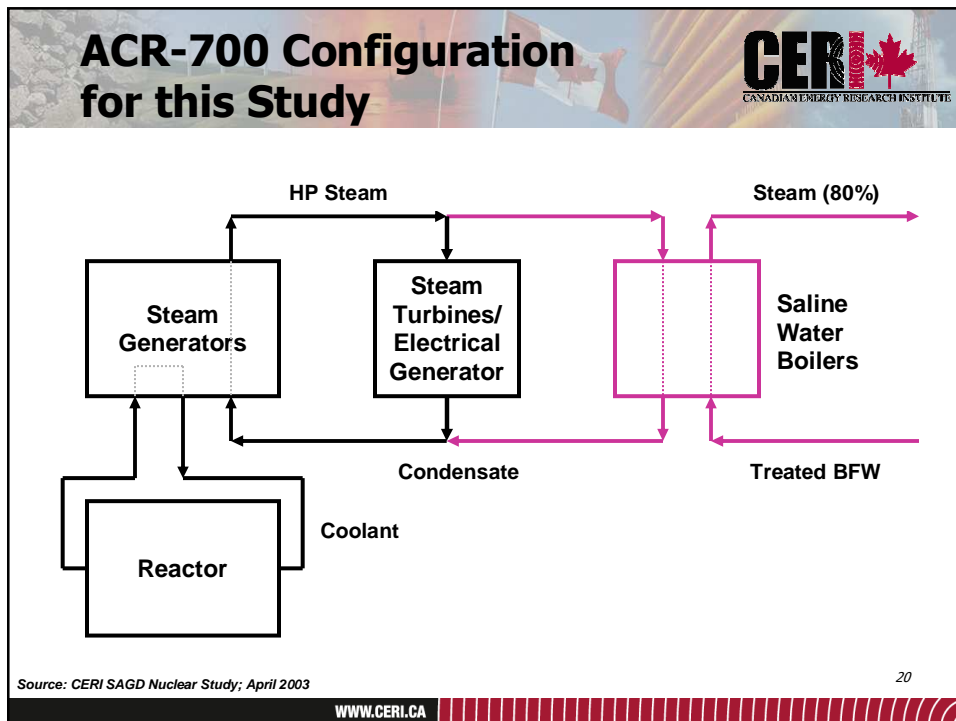 ACR-700 Configuration
for this Study
CERI
CANADIAN ENERGY RESEARCH INSTITUTE
HP Steam
Steam (80%)
Steam
Generators
Steam
Turbines/
Electrical
Generator
Saline
Water
Boilers
Condensate
Treated BFW
Coolant
Reactor
Source: CERI SAGD Nuclear Study; April 2003
20
WWW.CERI.CA